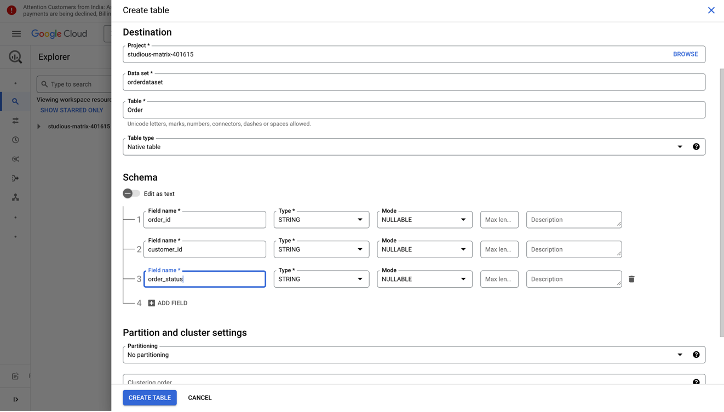 Attention Customers from India: A
payments are being declined, Billin
Google Cloud
Explorer
Type to search
Viewing workspace resourc
SHOW STARRED ONLY
studious-matrix-401615
Create table
Destination
Project *
studious-matrix-401615
BROWSE
Data set *
orderdataset
Table *
Order
Unicode letters, marks, numbers, connectors, dashes or spaces allowed.
Table type
Native table
Schema
Edit as text
1 Field name * Type * Mode
order_id STRING NULLABLE Max len... Description
2 Field name * Type * Mode
customer_id STRING NULLABLE Max len... Description
3 Field name * Type * Mode
order_status STRING NULLABLE Max len... Description
4 ADD FIELD
Partition and cluster settings
Partitioning
No partitioning
Clustering order
CREATE TABLE CANCEL